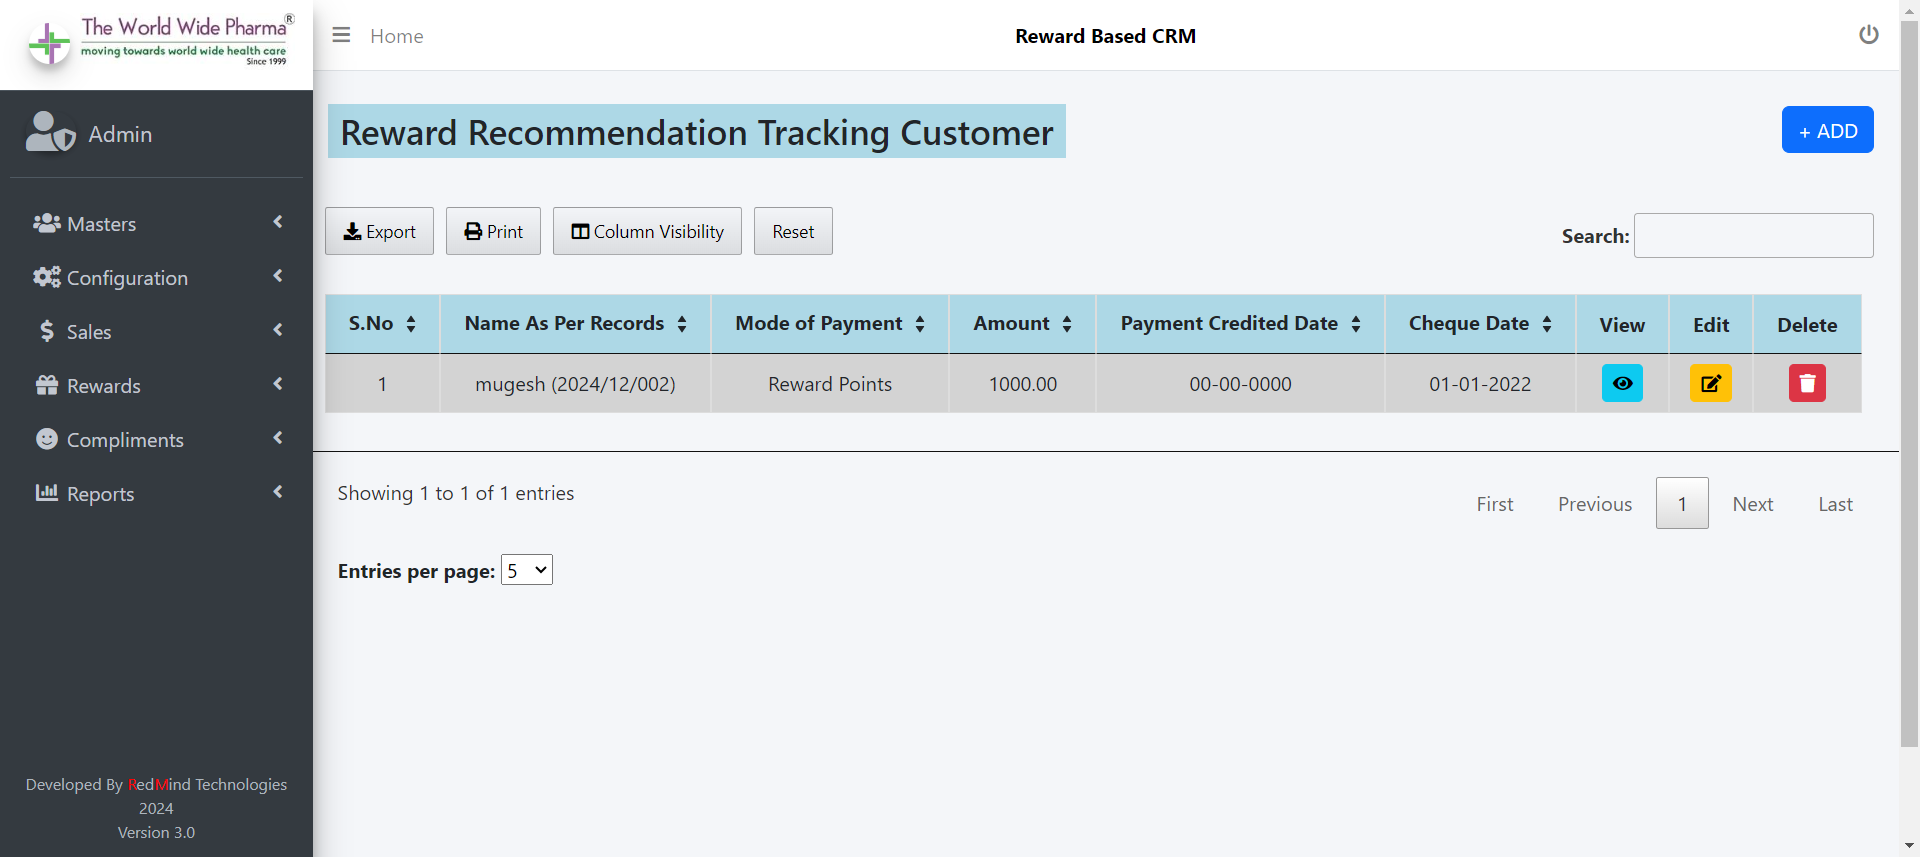 The World Wide Pharma®
moving towards world wide health care
Since 1999
Home
Reward Based CRM
Admin
Masters
Configuration
Sales
Rewards
Compliments
Reports
Developed By RedMind Technologies
2024
Version 3.0
Reward Recommendation Tracking Customer
+ ADD
Export Print Column Visibility Reset
Search:
S.No Name As Per Records Mode of Payment Amount Payment Credited Date Cheque Date View Edit Delete
1 mugesh (2024/12/002) Reward Points 1000.00 00-00-0000 01-01-2022
Showing 1 to 1 of 1 entries
First Previous 1 Next Last
Entries per page: 5